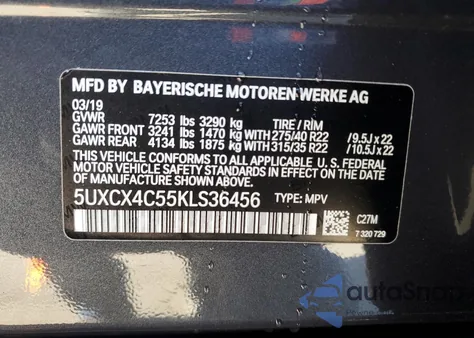 MFD BY BAYERISCHE MOTOREN WERKE AG
03/19
GVWR 7253 lbs 3290 kg TIRE / RIM
GAWR FRONT 3241 lbs 1470 kg WITH 275/40 R22 /9.5J x 22
GAWR REAR 4134 lbs 1875 kg WITH 315/35 R22 /10.5J x 22
THIS VEHICLE CONFORMS TO ALL APPLICABLE U. S. FEDERAL
MOTOR VEHICLE SAFETY STANDARDS IN EFFECT ON THE
DATE OF MANUFACTURE SHOWN ABOVE.
5UXCX4C55KLS36456 TYPE: MPV
C27M
7 320 729
autoSnap